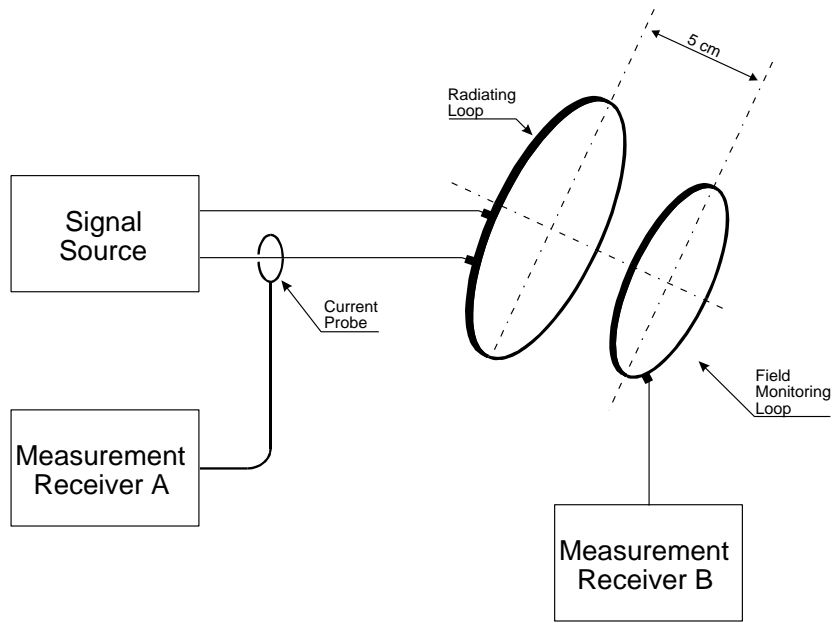 5 cm
Radiating
Loop
Signal
Source
Current
Probe
Field
Monitoring
Loop
Measurement
Receiver A
Measurement
Receiver B